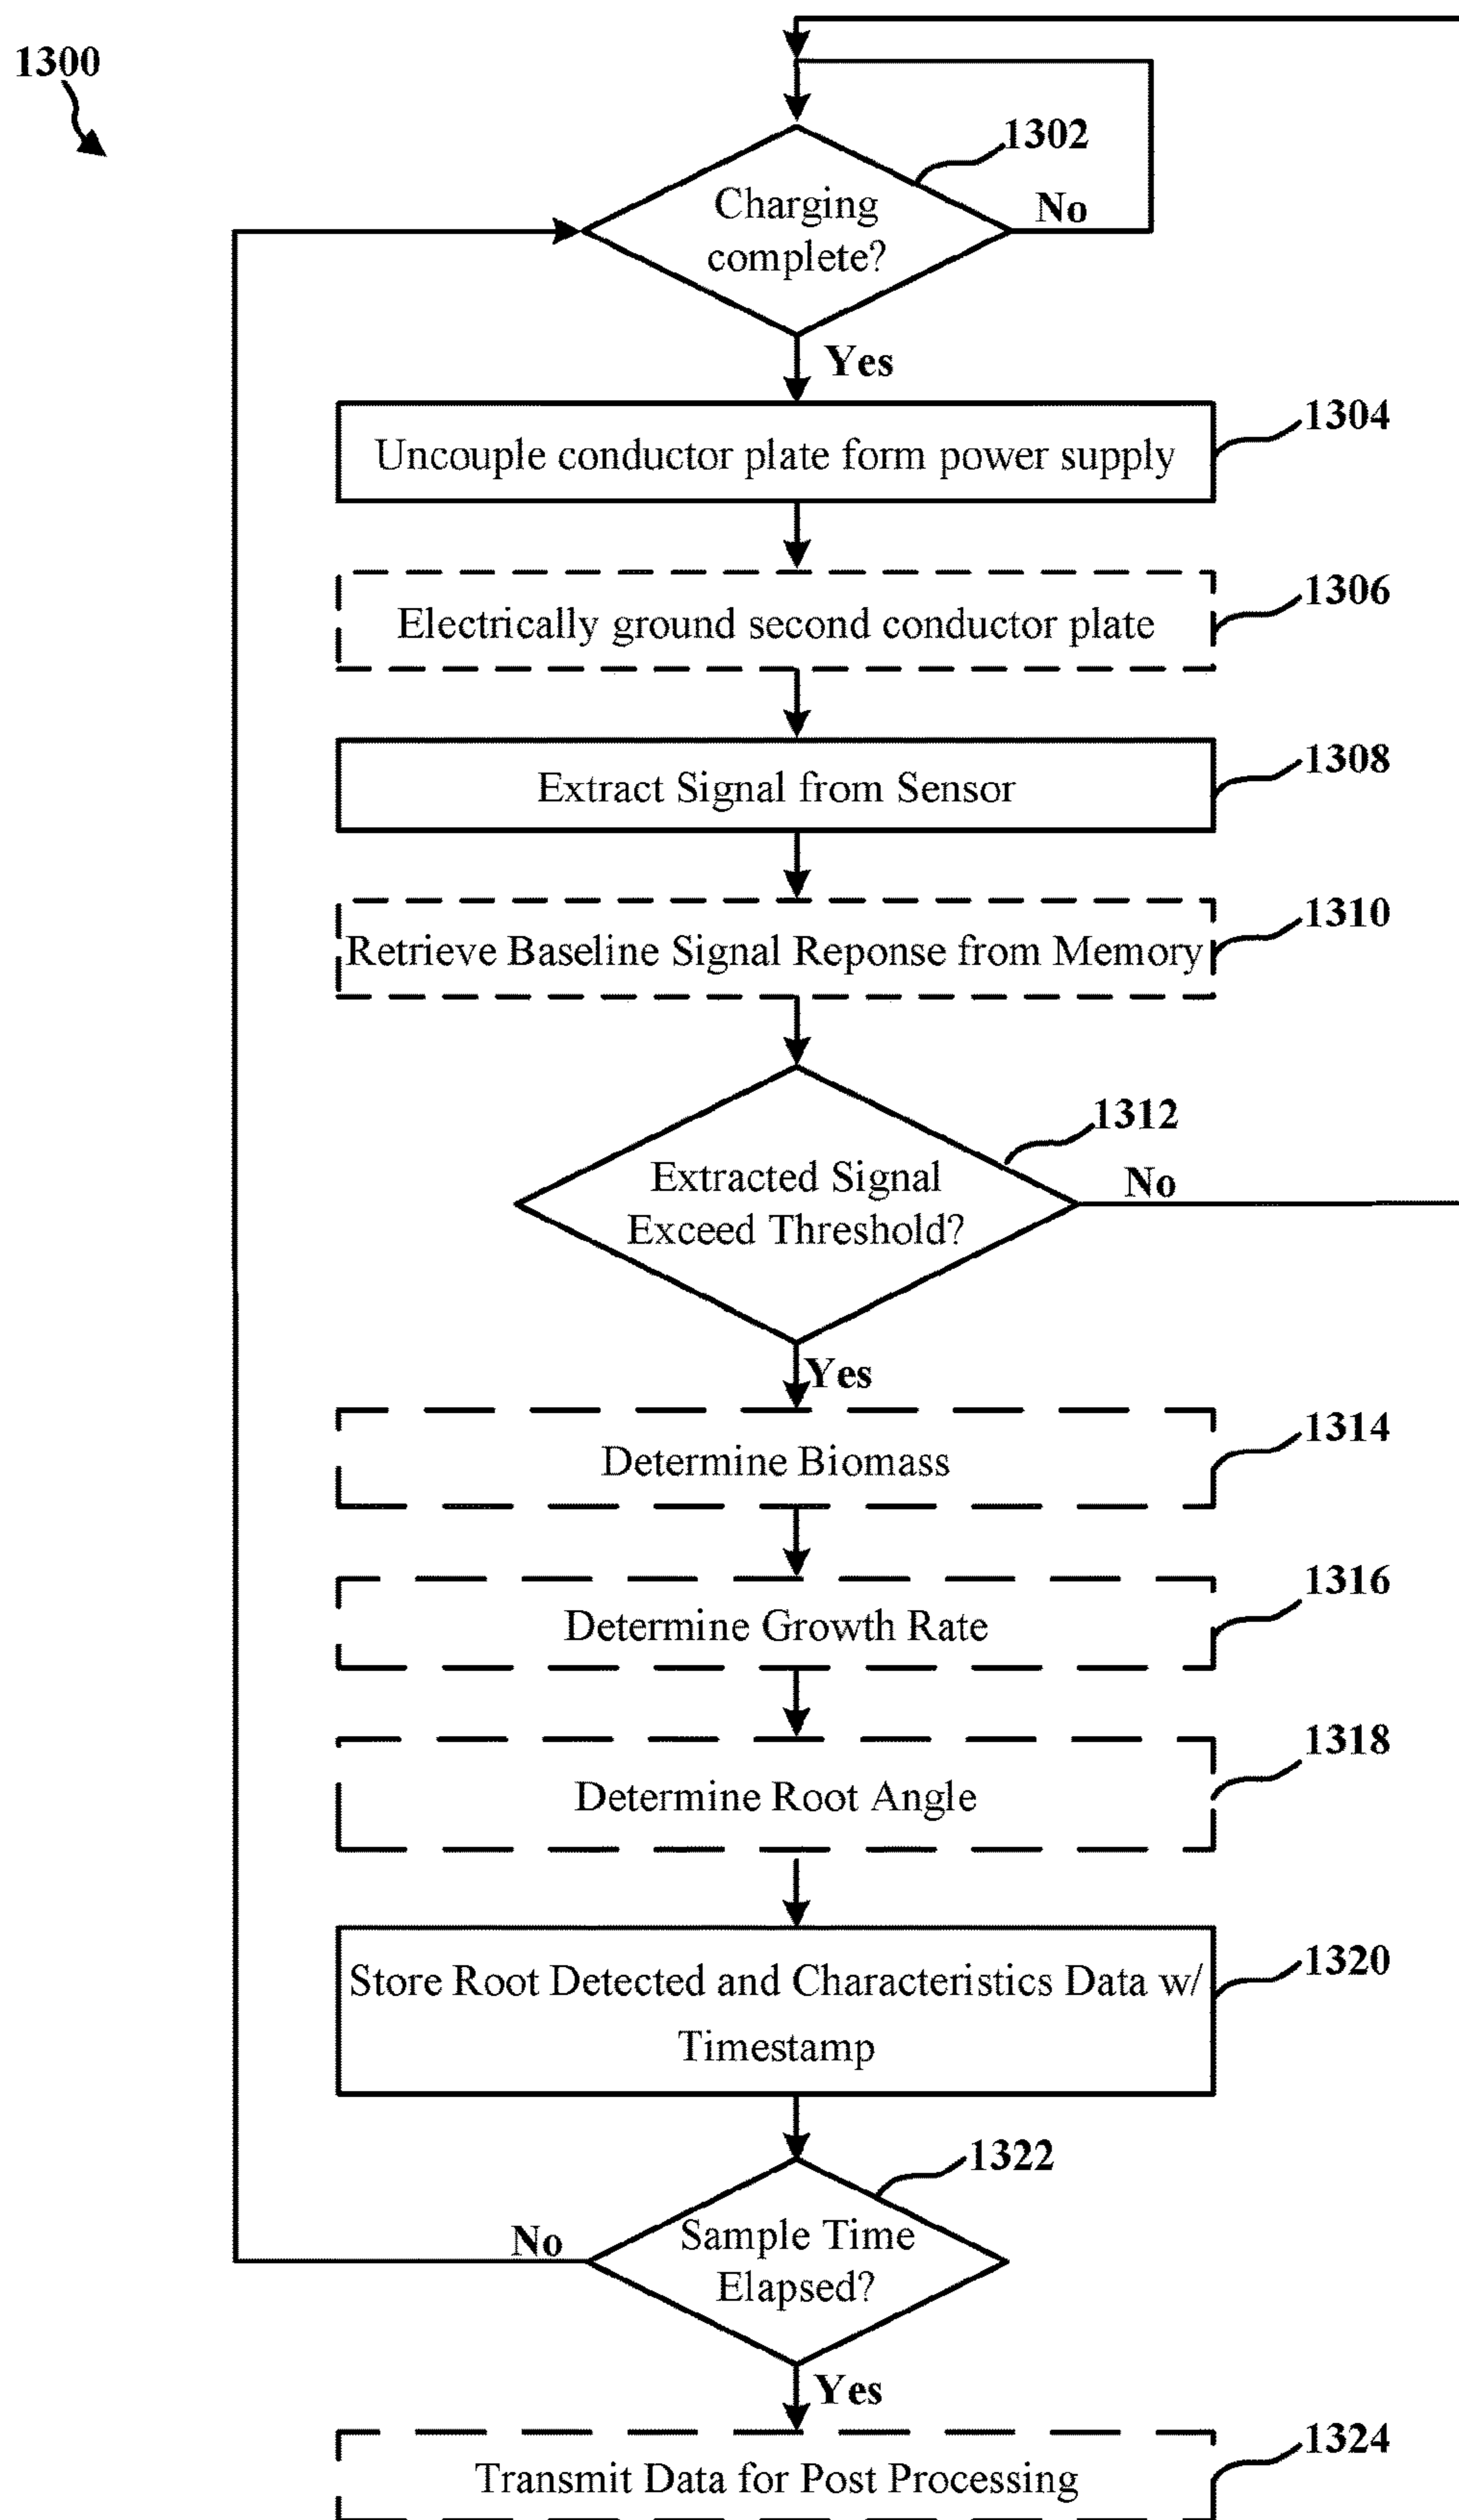 1300
1302
Charging
complete?
No
Yes
1304
Uncouple conductor plate form power supply
1306
Electrically ground second conductor plate
1308
Extract Signal from Sensor
1310
Retrieve Baseline Signal Reponse from Memory
1312
Extracted Signal
Exceed Threshold?
No
Yes
1314
Determine Biomass
1316
Determine Growth Rate
1318
Determine Root Angle
1320
Store Root Detected and Characteristics Data w/
Timestamp
1322
Sample Time
Elapsed?
No
Yes
1324
Transmit Data for Post Processing